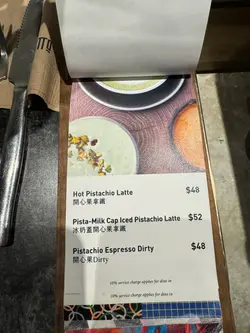 Hot Pistachio Latte $48
開心果拿鐵
Pista-Milk Cap Iced Pistachio Latte $52
冰奶蓋開心果拿鐵
Pistachio Espresso Dirty $48
開心果Dirty
10% service charge applies for dine in
10% service charge applies for dine in